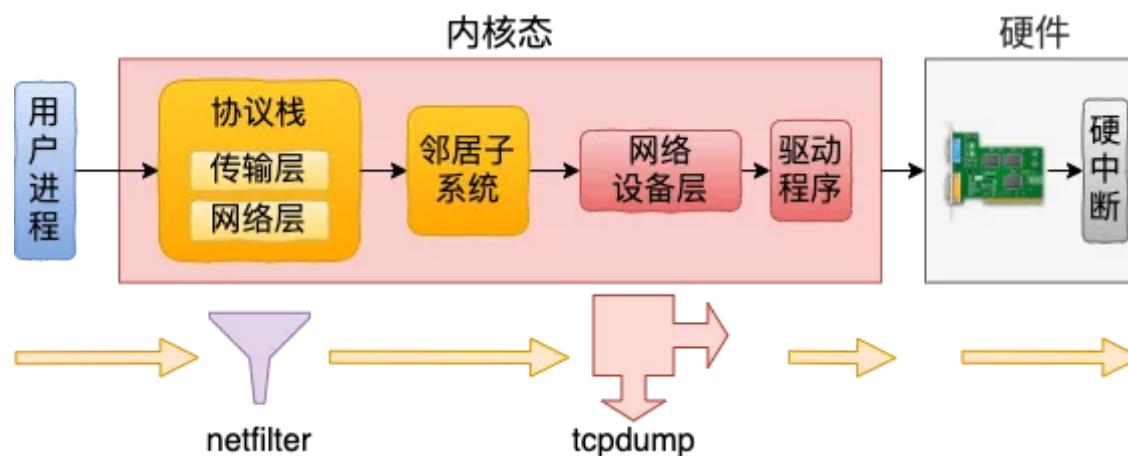 内核态
硬件
用户进程
协议栈
传输层
网络层
邻居子
系统
网络
设备层
驱动
程序
硬中断
netfilter
tcpdump